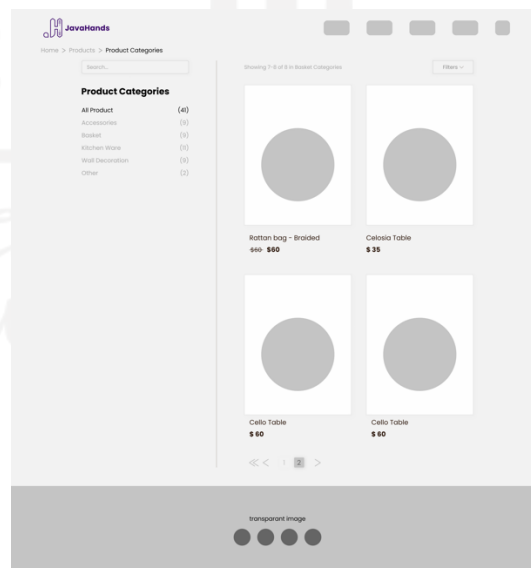 JavaHands
Home > Products > Product Categories
Search...
Product Categories
All Product (41)
Accessories (9)
Basket (9)
Kitchen Ware (11)
Wall Decoration (9)
Other (2)
Showing 7-9 of 9 in Basket Categories
Filters
Rattan bag - Braided
$60 $60
Celosia Table
$ 35
Cello Table
$ 60
Cello Table
$ 60
≪ < 1 2 >
transparant image